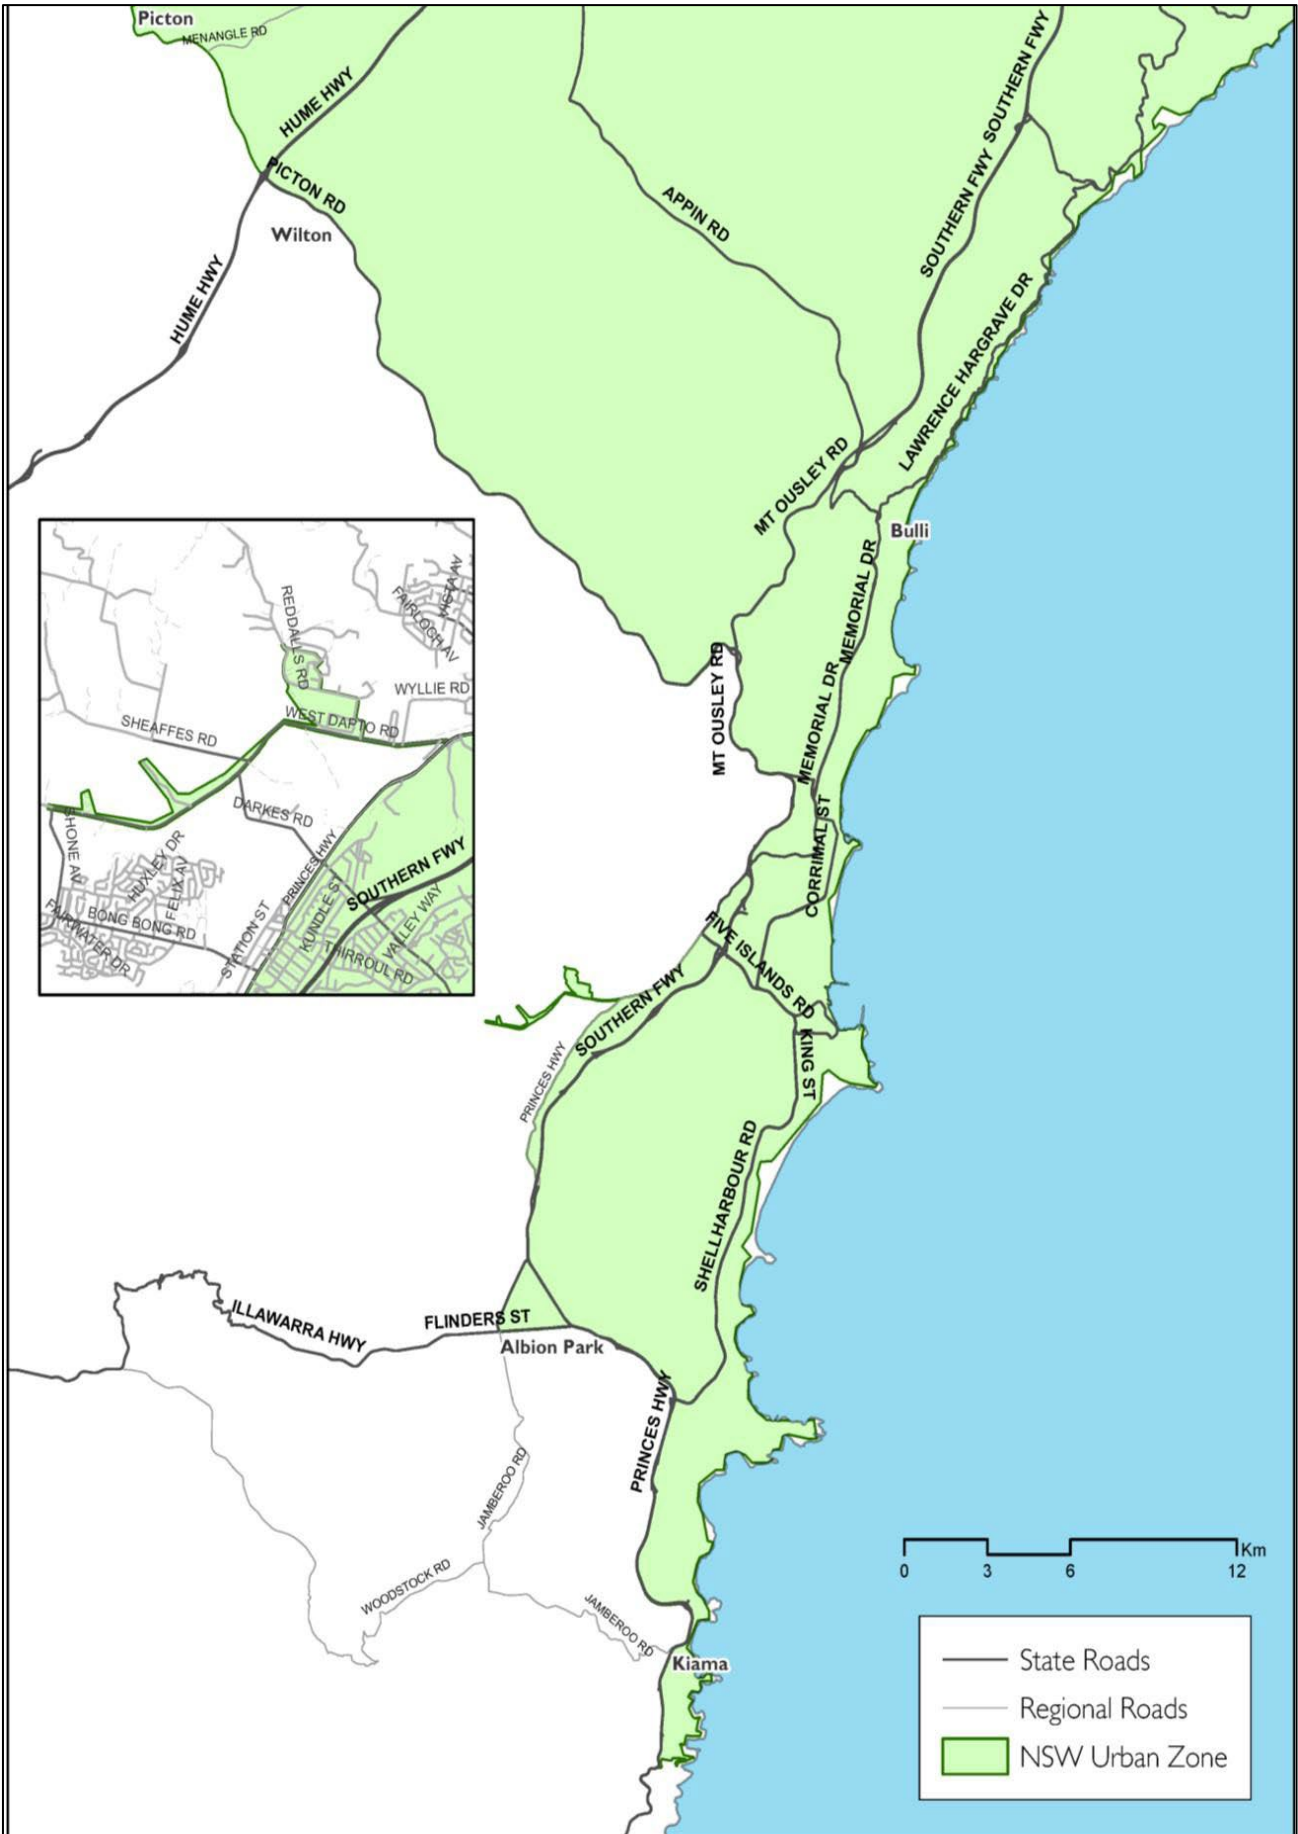 Picton
MENANGLE RD
HUME HWY
SOUTHERN FWY
PICTON RD
SOUTHERN FWY
APPIN RD
Wilton
HUME HWY
LAWRENCE HARGRAVE DR
MT OUSLEY RD
Bulli
MEMORIAL DR
MT OUSLEY RD
MEMORIAL DR
CORRIMAL ST
REDDALLS RD
FAIRLOCH AV
VISTA AV
WYLLIE RD
WEST DAPTO RD
SHEAFFES RD
DARKES RD
SHONE AV
HUXLEY DR
FELIX AV
PRINCES HWY
SOUTHERN FWY
BONG BONG RD
FAIRWATER DR
STATION ST
KUNDLE ST
VALLEY WAY
THIRROUL RD
FIVE ISLANDS RD
SOUTHERN FWY
KING ST
PRINCES HWY
SHELLHARBOUR RD
ILLAWARRA HWY
FLINDERS ST
Albion Park
PRINCES HWY
JAMBEROO RD
WOODSTOCK RD
JAMBEROO RD
Kiama
Km
0 3 6 12
State Roads
Regional Roads
NSW Urban Zone